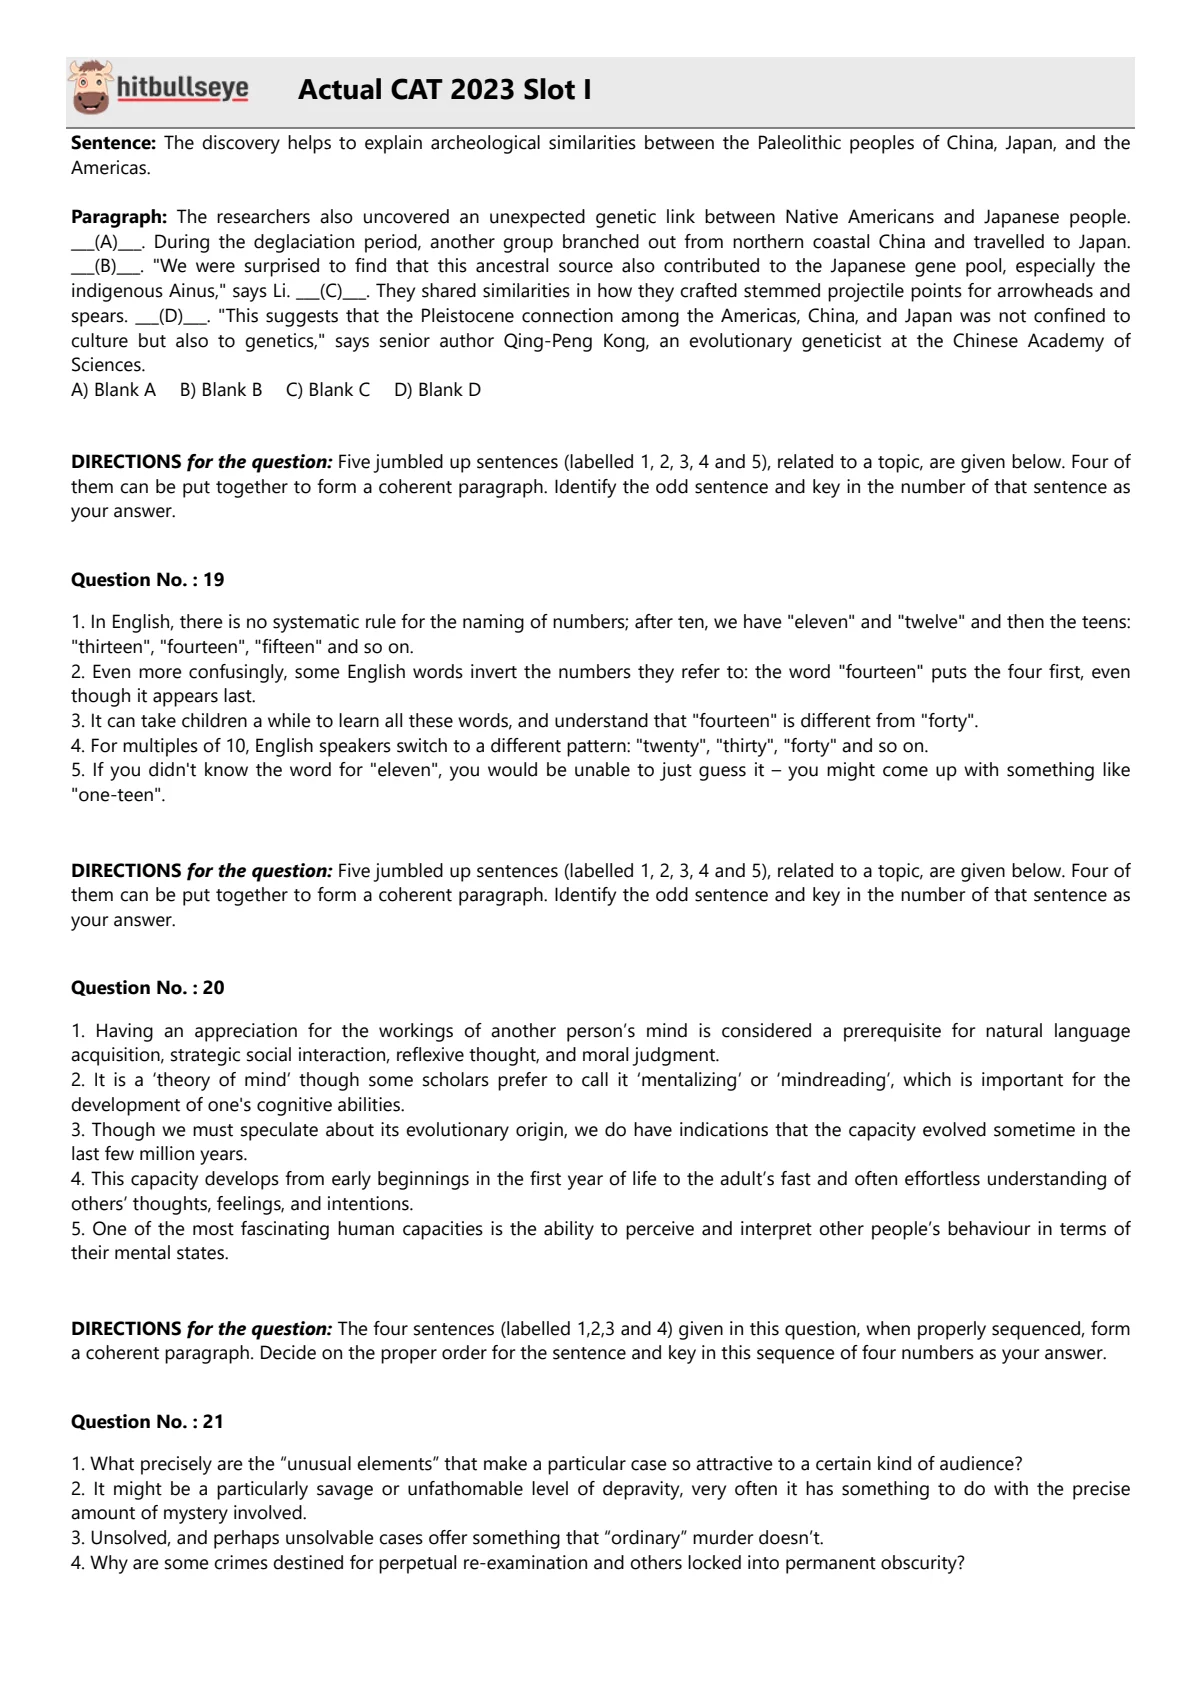 hitbullseye Actual CAT 2023 Slot I
Sentence: The discovery helps to explain archeological similarities between the Paleolithic peoples of China, Japan, and the
Americas.
Paragraph: The researchers also uncovered an unexpected genetic link between Native Americans and Japanese people.
___(A)___. During the deglaciation period, another group branched out from northern coastal China and travelled to Japan.
___(B)___. "We were surprised to find that this ancestral source also contributed to the Japanese gene pool, especially the
indigenous Ainus," says Li. ___(C)___. They shared similarities in how they crafted stemmed projectile points for arrowheads and
spears. ___(D)___. "This suggests that the Pleistocene connection among the Americas, China, and Japan was not confined to
culture but also to genetics," says senior author Qing-Peng Kong, an evolutionary geneticist at the Chinese Academy of
Sciences.
A) Blank A B) Blank B C) Blank C D) Blank D
DIRECTIONS for the question: Five jumbled up sentences (labelled 1, 2, 3, 4 and 5), related to a topic, are given below. Four of
them can be put together to form a coherent paragraph. Identify the odd sentence and key in the number of that sentence as
your answer.
Question No. : 19
1. In English, there is no systematic rule for the naming of numbers; after ten, we have "eleven" and "twelve" and then the teens:
"thirteen", "fourteen", "fifteen" and so on.
2. Even more confusingly, some English words invert the numbers they refer to: the word "fourteen" puts the four first, even
though it appears last.
3. It can take children a while to learn all these words, and understand that "fourteen" is different from "forty".
4. For multiples of 10, English speakers switch to a different pattern: "twenty", "thirty", "forty" and so on.
5. If you didn't know the word for "eleven", you would be unable to just guess it – you might come up with something like
"one-teen".
DIRECTIONS for the question: Five jumbled up sentences (labelled 1, 2, 3, 4 and 5), related to a topic, are given below. Four of
them can be put together to form a coherent paragraph. Identify the odd sentence and key in the number of that sentence as
your answer.
Question No. : 20
1. Having an appreciation for the workings of another person’s mind is considered a prerequisite for natural language
acquisition, strategic social interaction, reflexive thought, and moral judgment.
2. It is a ‘theory of mind’ though some scholars prefer to call it ‘mentalizing’ or ‘mindreading’, which is important for the
development of one's cognitive abilities.
3. Though we must speculate about its evolutionary origin, we do have indications that the capacity evolved sometime in the
last few million years.
4. This capacity develops from early beginnings in the first year of life to the adult’s fast and often effortless understanding of
others’ thoughts, feelings, and intentions.
5. One of the most fascinating human capacities is the ability to perceive and interpret other people’s behaviour in terms of
their mental states.
DIRECTIONS for the question: The four sentences (labelled 1,2,3 and 4) given in this question, when properly sequenced, form
a coherent paragraph. Decide on the proper order for the sentence and key in this sequence of four numbers as your answer.
Question No. : 21
1. What precisely are the “unusual elements” that make a particular case so attractive to a certain kind of audience?
2. It might be a particularly savage or unfathomable level of depravity, very often it has something to do with the precise
amount of mystery involved.
3. Unsolved, and perhaps unsolvable cases offer something that “ordinary” murder doesn’t.
4. Why are some crimes destined for perpetual re-examination and others locked into permanent obscurity?